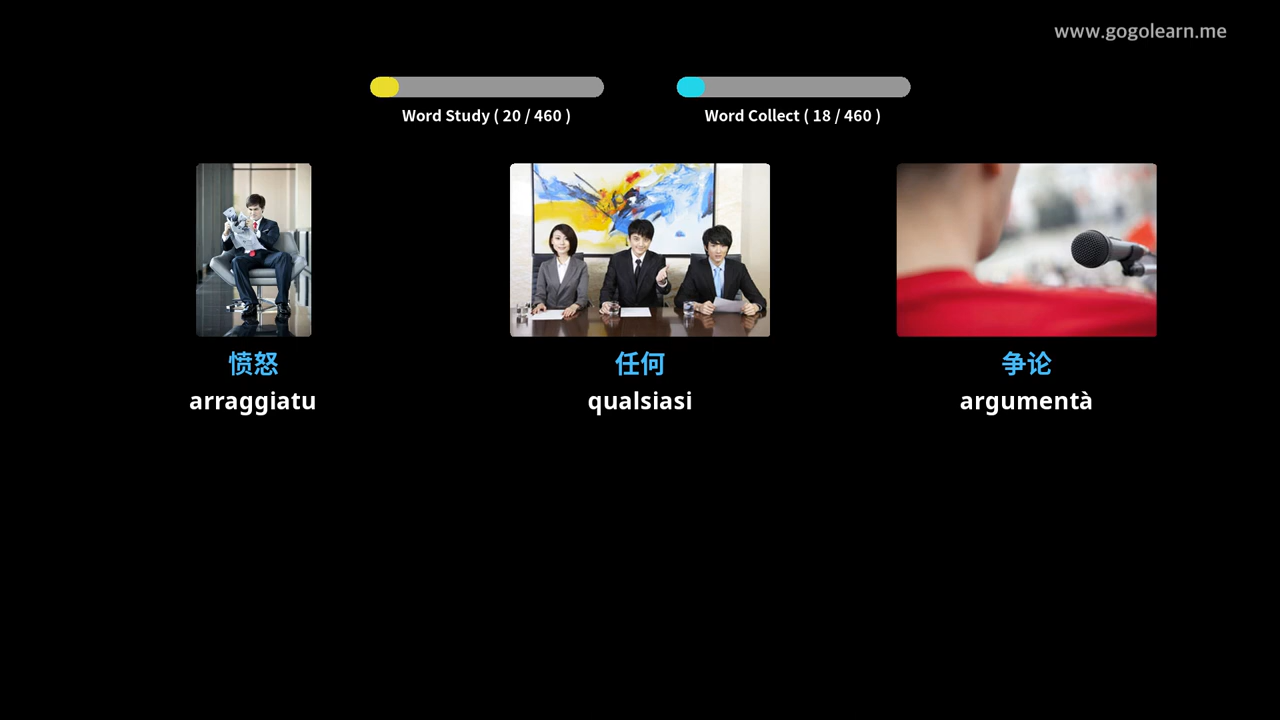 www.gogolearn.me
Word Study ( 20 / 460 )
Word Collect ( 18 / 460 )
愤怒
任何
争论
arraggiatu
qualsiasi
argumentà